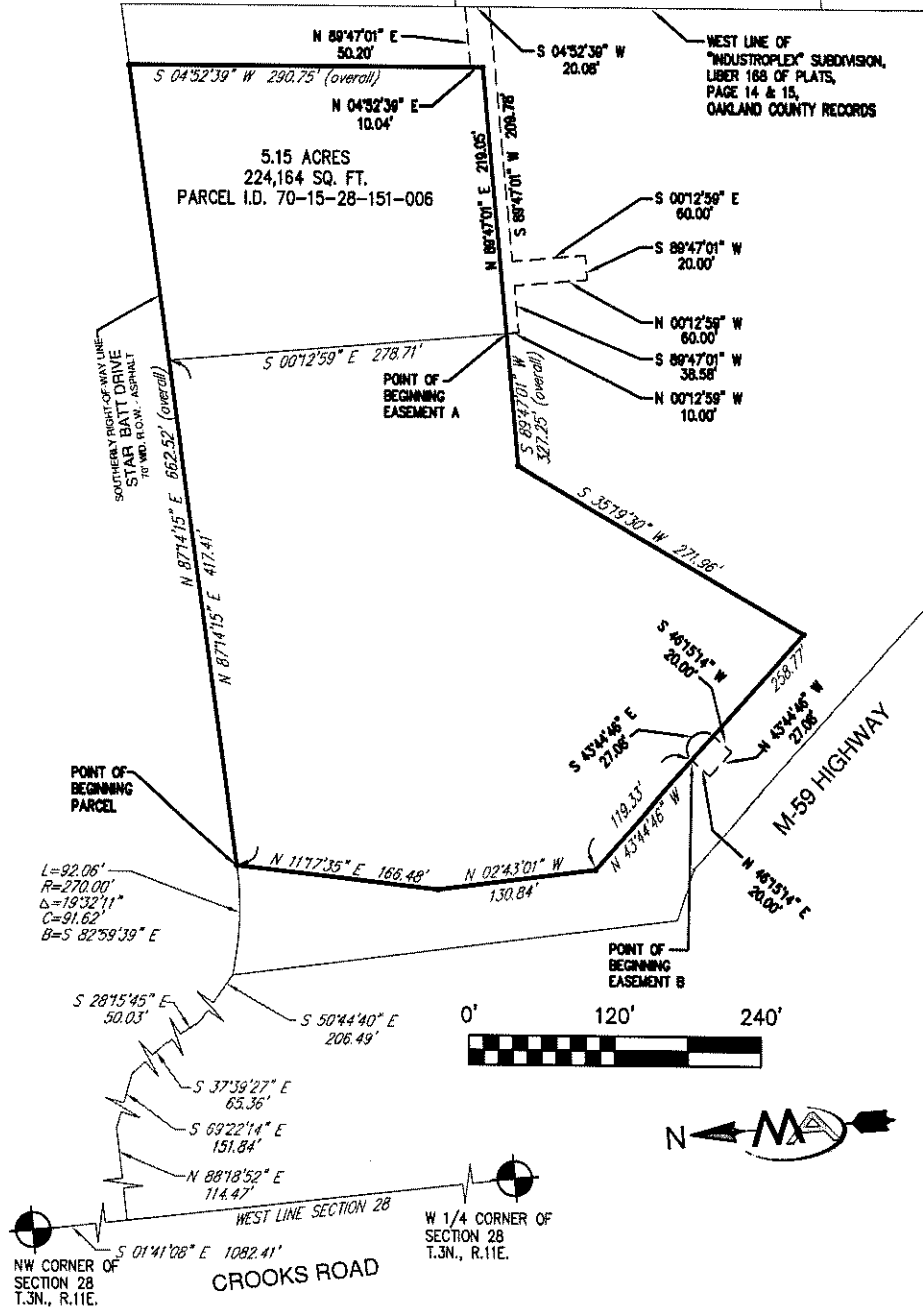 N 89°47'01" E
50.20'
S 04°52'39" W
20.08'
WEST LINE OF
"INDUSTROPLEX" SUBDIVISION,
LIBER 168 OF PLATS,
PAGE 14 & 15,
OAKLAND COUNTY RECORDS
S 04°52'39" W 290.75' (overall)
N 04°52'39" E
10.04'
5.15 ACRES
224,164 SQ. FT.
PARCEL I.D. 70-15-28-151-006
N 89°47'01" E 219.05'
S 89°47'01" W 209.78'
S 00°12'59" E
60.00'
S 89°47'01" W
20.00'
N 00°12'59" W
60.00'
S 89°47'01" W
38.58'
N 00°12'59" W
10.00'
SOUTHERLY RIGHT-OF-WAY LINE
STAR BATT DRIVE
70' WD. R.O.W. - ASPHALT
S 00°12'59" E 278.71'
POINT OF
BEGINNING
EASEMENT A
S 89°47'01" W
327.25' (overall)
N 87°14'15" E 662.52' (overall)
N 87°14'15" E 417.41'
S 35°19'30" W 271.96'
S 46°15'14" W
20.00'
258.77'
S 43°44'46" E
27.08'
N 43°44'46" W
27.08'
M-59 HIGHWAY
POINT OF
BEGINNING
PARCEL
119.33'
N 43°44'46" W
N 11°17'35" E 166.48'
N 02°43'01" W
130.84'
N 46°15'14" E
20.00'
L=92.06'
R=270.00'
Δ=19°32'11"
C=91.62'
B=S 82°59'39" E
POINT OF
BEGINNING
EASEMENT B
S 28°15'45" E
50.03'
S 50°44'40" E
206.49'
0' 120' 240'
S 37°39'27" E
65.36'
S 69°22'14" E
151.84'
N MA
N 88°18'52" E
114.47'
WEST LINE SECTION 28
W 1/4 CORNER OF
SECTION 28
T.3N., R.11E.
S 01°41'08" E 1082.41'
NW CORNER OF
SECTION 28
T.3N., R.11E.
CROOKS ROAD